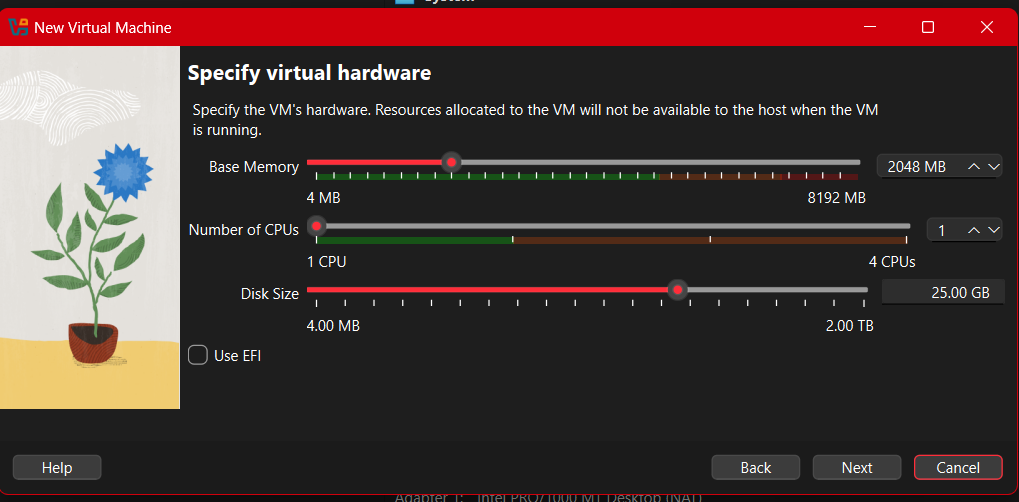 System
New Virtual Machine
Specify virtual hardware
Specify the VM's hardware. Resources allocated to the VM will not be available to the host when the VM
is running.
Base Memory
2048 MB
4 MB
8192 MB
Number of CPUs
1
1 CPU
4 CPUs
Disk Size
25.00 GB
4.00 MB
2.00 TB
Use EFI
Help
Back
Next
Cancel
Adapter 1: Intel PRO/1000 MT Desktop (NAT)